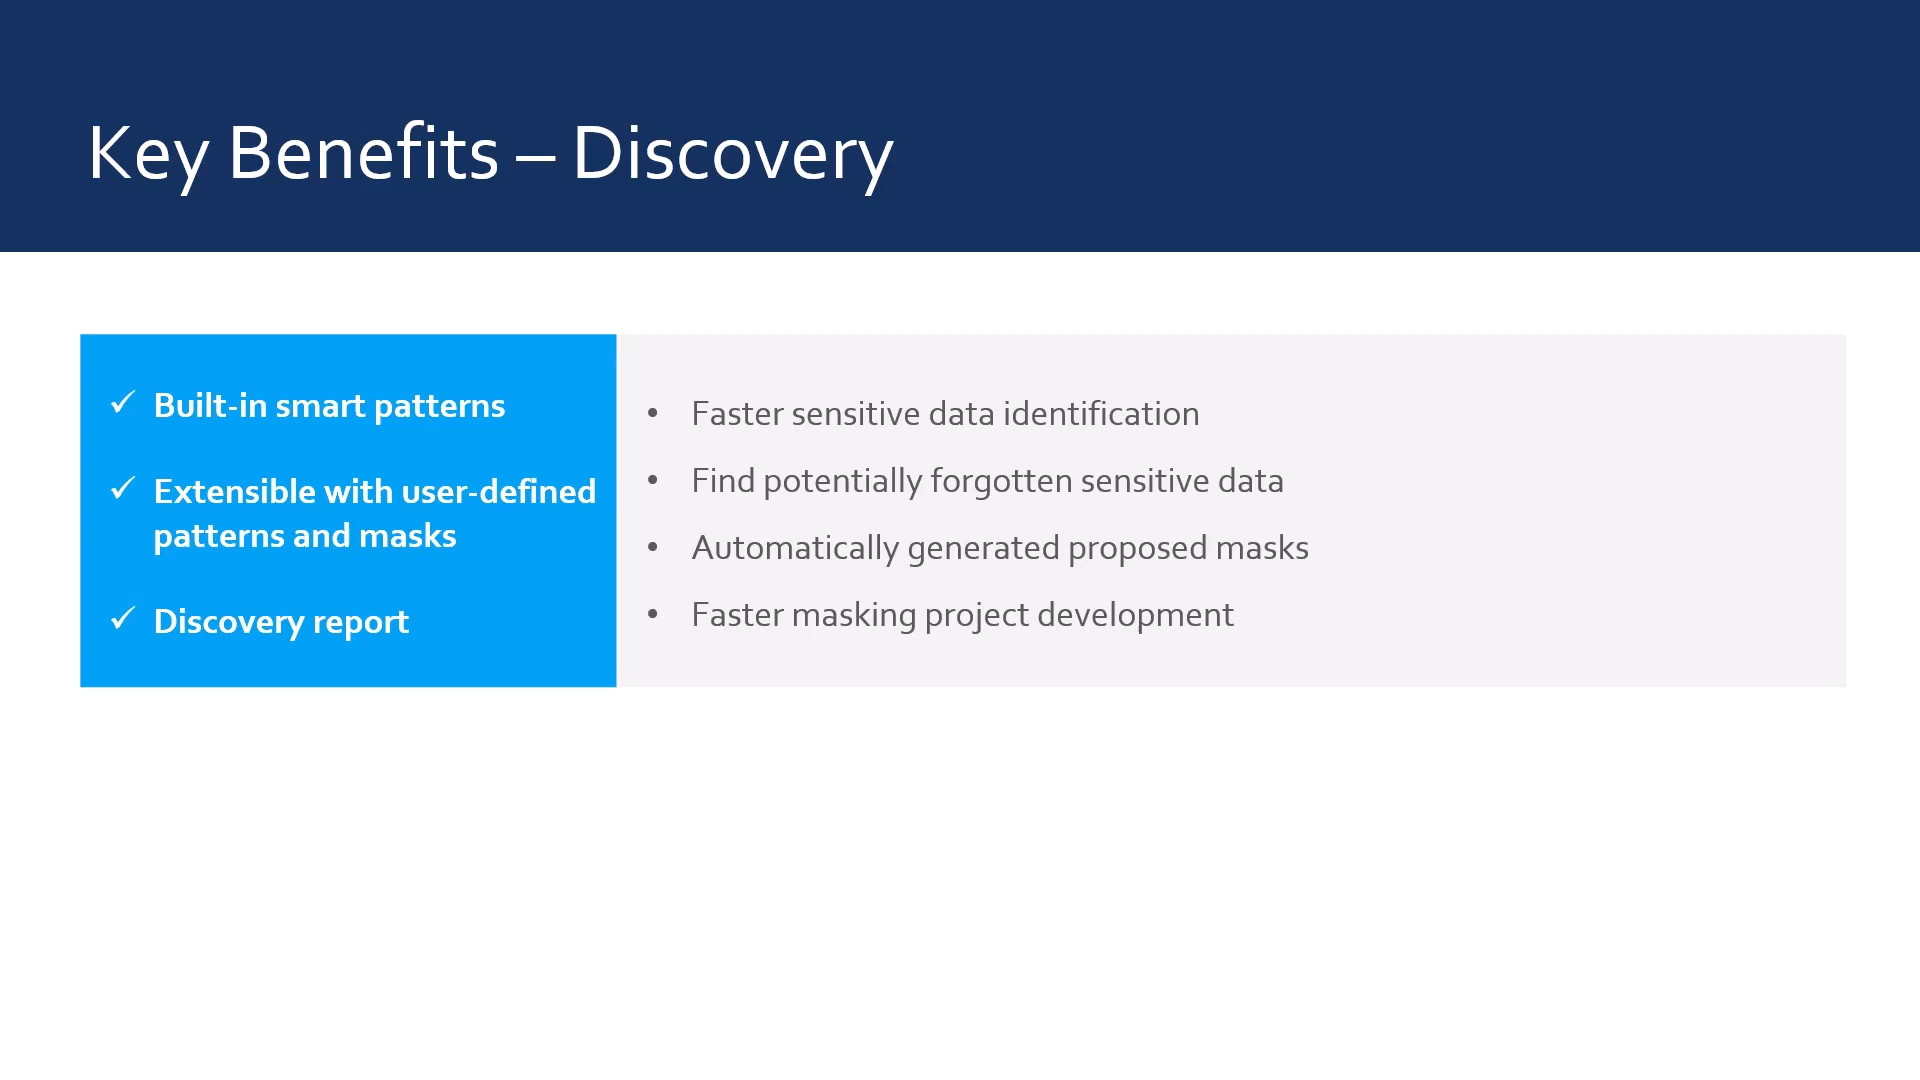 Key Benefits – Discovery
✓ Built-in smart patterns
✓ Extensible with user-defined
patterns and masks
✓ Discovery report
• Faster sensitive data identification
• Find potentially forgotten sensitive data
• Automatically generated proposed masks
• Faster masking project development